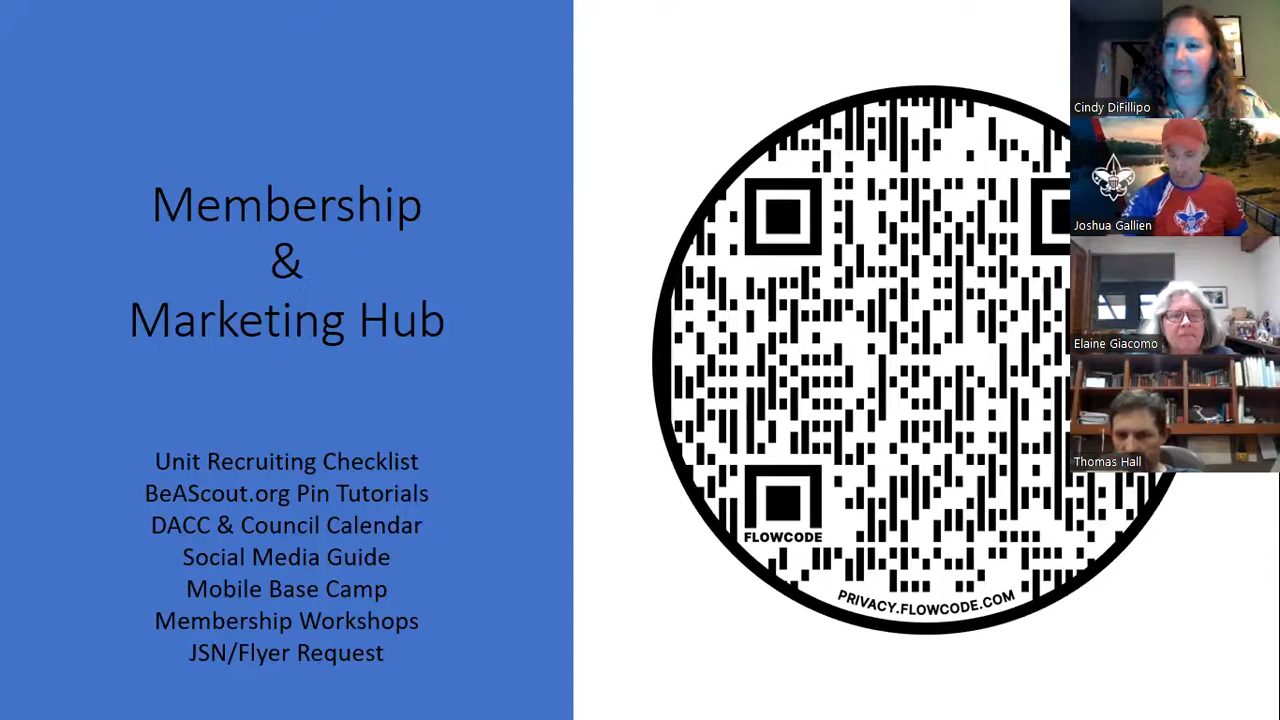 Membership
&
Marketing Hub
Unit Recruiting Checklist
BeAScout.org Pin Tutorials
DACC & Council Calendar
Social Media Guide
Mobile Base Camp
Membership Workshops
JSN/Flyer Request
FLOWCODE
PRIVACY.FLOWCODE.COM
Cindy DiFillipo
Joshua Gallien
Elaine Giacomo
Thomas Hall